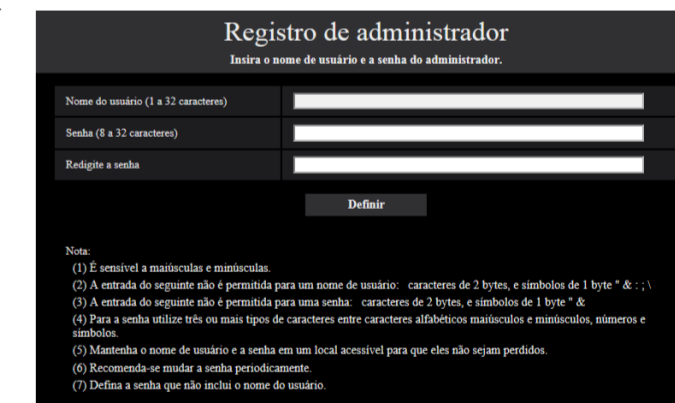 Registro de administrador
Insira o nome de usuário e a senha do administrador.
Nome do usuário (1 a 32 caracteres)
Senha (8 a 32 caracteres)
Redigite a senha
Definir
Nota:
(1) É sensível a maiúsculas e minúsculas.
(2) A entrada do seguinte não é permitida para um nome de usuário: caracteres de 2 bytes, e símbolos de 1 byte " & : ; \
(3) A entrada do seguinte não é permitida para uma senha: caracteres de 2 bytes, e símbolos de 1 byte " &
(4) Para a senha utilize três ou mais tipos de caracteres entre caracteres alfabéticos maiúsculos e minúsculos, números e
símbolos.
(5) Mantenha o nome de usuário e a senha em um local acessível para que eles não sejam perdidos.
(6) Recomenda-se mudar a senha periodicamente.
(7) Defina a senha que não inclui o nome do usuário.